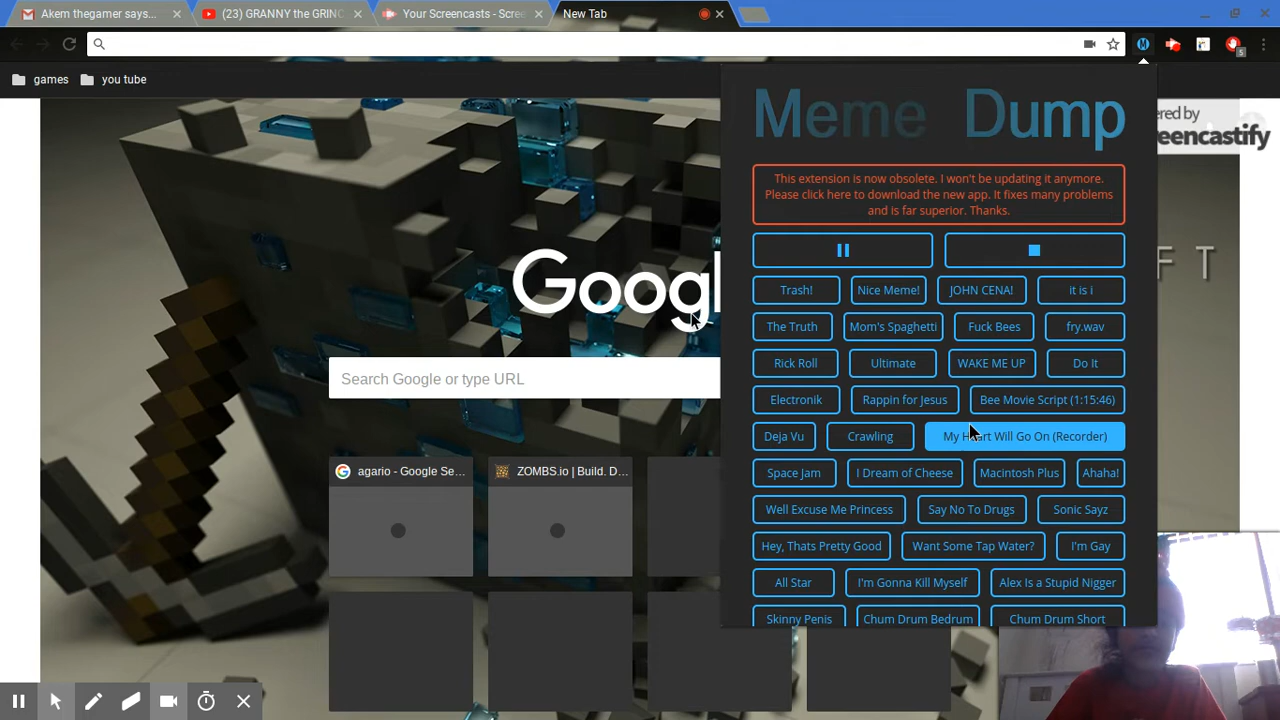 Akem thegamer says...
(23) GRANNY the GRINC
Your Screencasts - Scree
New Tab
games
you tube
5
Meme Dump
ered by
reencastify
This extension is now obsolete. I won't be updating it anymore.
Please click here to download the new app. It fixes many problems
and is far superior. Thanks.
Trash!
Nice Meme!
JOHN CENA!
it is i
The Truth
Mom's Spaghetti
Fuck Bees
fry.wav
Rick Roll
Ultimate
WAKE ME UP
Do It
Electronik
Rappin for Jesus
Bee Movie Script (1:15:46)
Deja Vu
Crawling
My Heart Will Go On (Recorder)
Space Jam
I Dream of Cheese
Macintosh Plus
Ahaha!
Well Excuse Me Princess
Say No To Drugs
Sonic Sayz
Hey, Thats Pretty Good
Want Some Tap Water?
I'm Gay
All Star
I'm Gonna Kill Myself
Alex Is a Stupid Nigger
Skinny Penis
Chum Drum Bedrum
Chum Drum Short
Googl
F T
Search Google or type URL
agario - Google Se...
ZOMBS.io | Build. D...